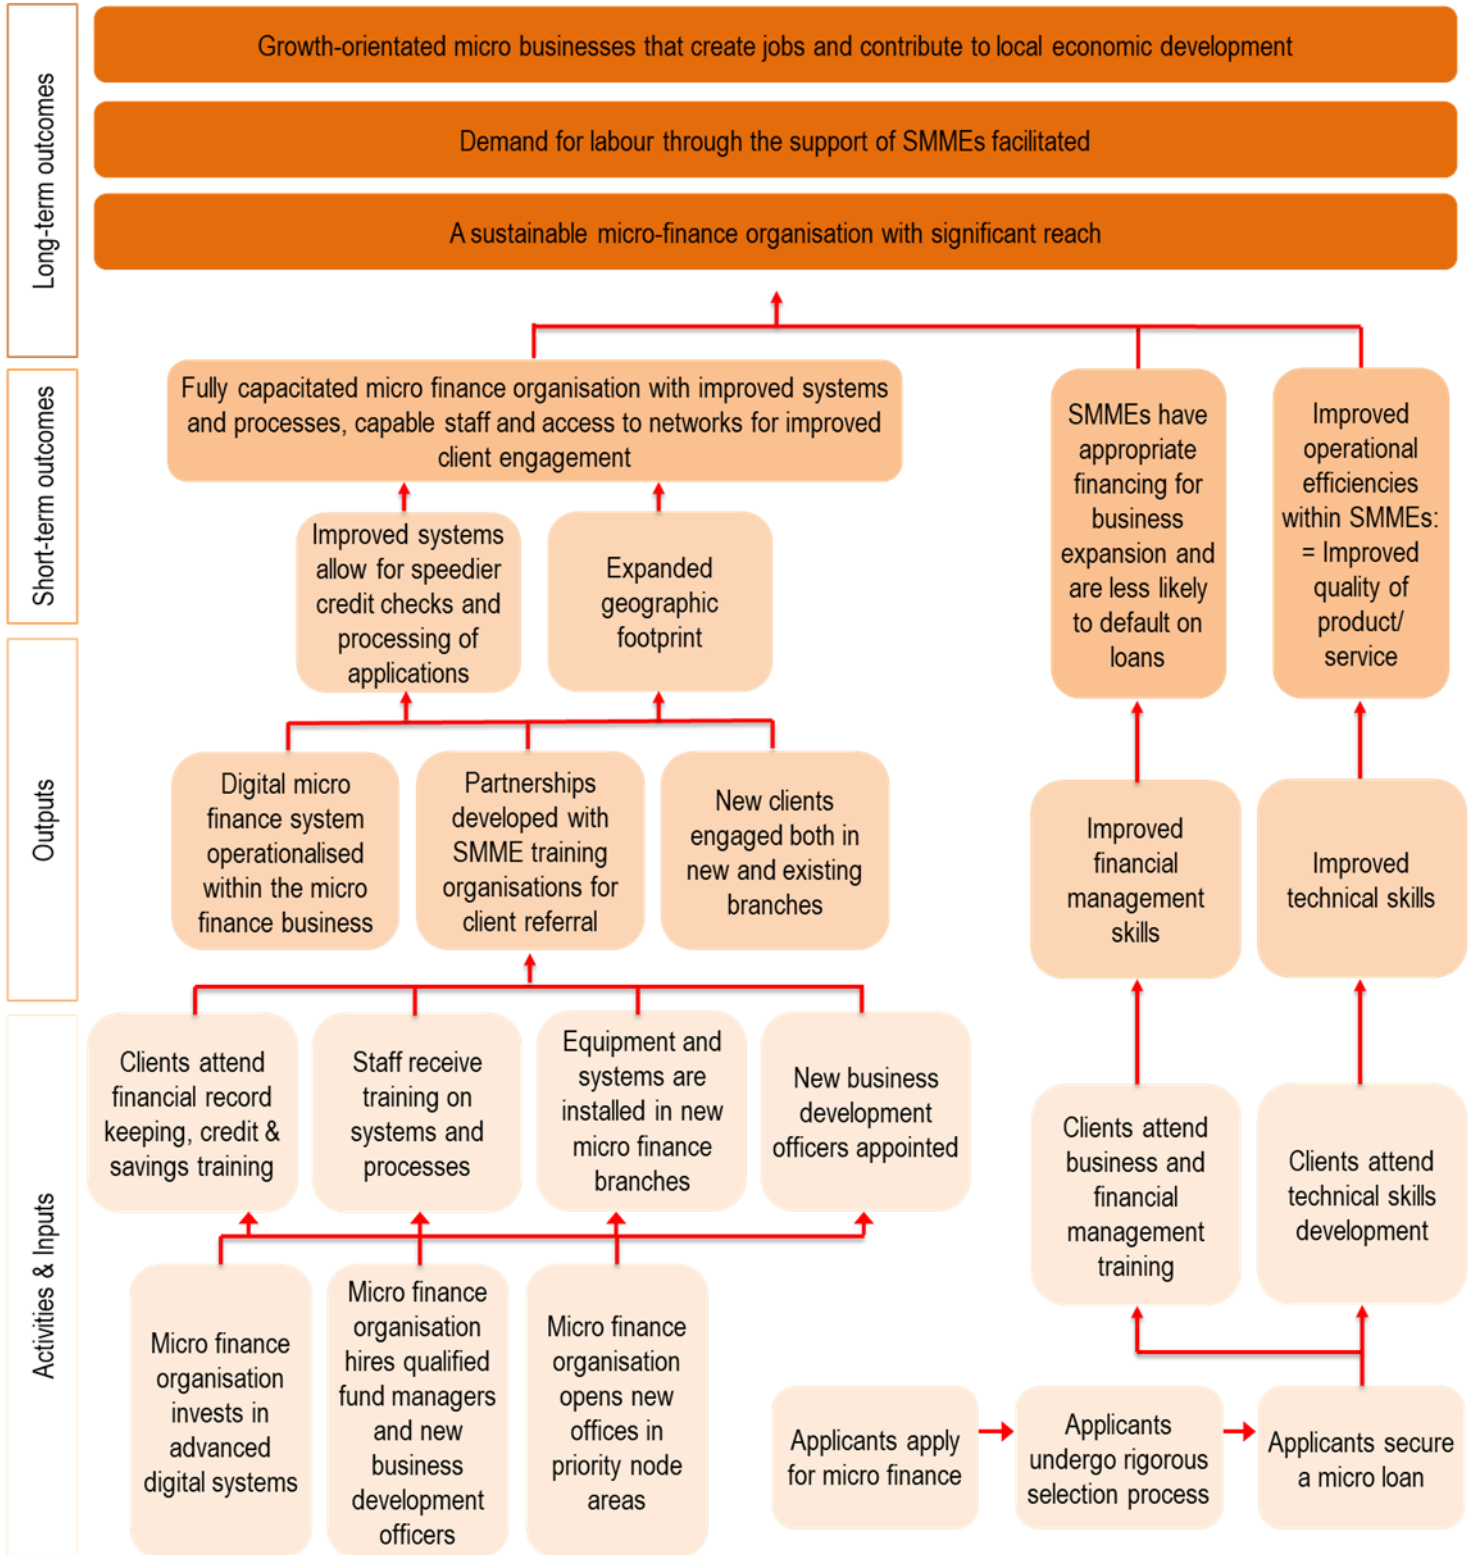 Long-term outcomes
Growth-orientated micro businesses that create jobs and contribute to local economic development
Demand for labour through the support of SMMEs facilitated
A sustainable micro-finance organisation with significant reach
Short-term outcomes
Fully capacitated micro finance organisation with improved systems
and processes, capable staff and access to networks for improved
client engagement
Improved systems
allow for speedier
credit checks and
processing of
applications
Expanded
geographic
footprint
SMMEs have
appropriate
financing for
business
expansion and
are less likely
to default on
loans
Improved
operational
efficiencies
within SMMEs:
= Improved
quality of
product/
service
Outputs
Digital micro
finance system
operationalised
within the micro
finance business
Partnerships
developed with
SMME training
organisations for
client referral
New clients
engaged both in
new and existing
branches
Improved
financial
management
skills
Improved
technical skills
Activities & Inputs
Clients attend
financial record
keeping, credit &
savings training
Staff receive
training on
systems and
processes
Equipment and
systems are
installed in new
micro finance
branches
New business
development
officers appointed
Clients attend
business and
financial
management
training
Clients attend
technical skills
development
Micro finance
organisation
invests in
advanced
digital systems
Micro finance
organisation
hires qualified
fund managers
and new
business
development
officers
Micro finance
organisation
opens new
offices in
priority node
areas
Applicants apply
for micro finance
Applicants
undergo rigorous
selection process
Applicants secure
a micro loan